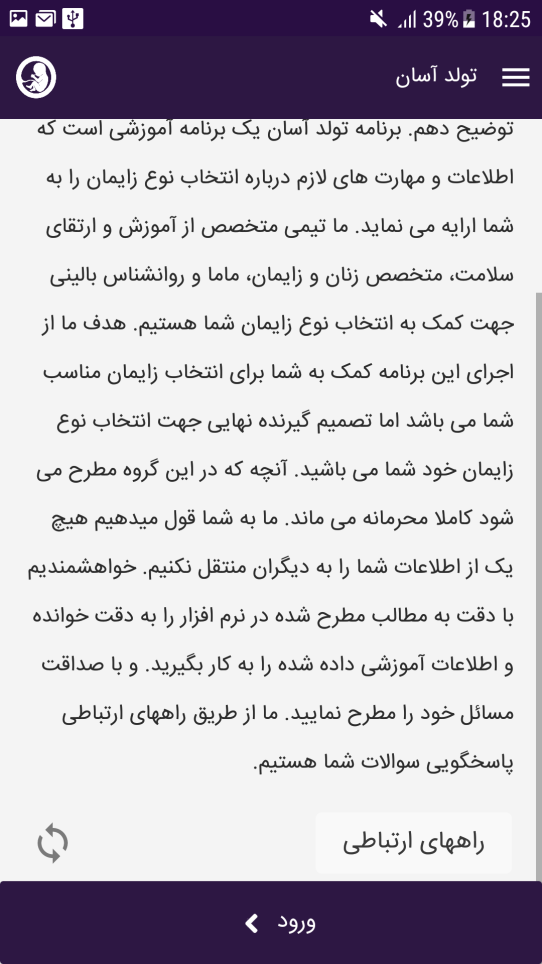 39% 18:25
تولد آسان
توضیح دهم. برنامه تولد آسان یک برنامه آموزشی است که
اطلاعات و مهارت های لازم درباره انتخاب نوع زایمان را به
شما ارایه می نماید. ما تیمی متخصص از آموزش و ارتقای
سلامت، متخصص زنان و زایمان، ماما و روانشناس بالینی
جهت کمک به انتخاب نوع زایمان شما هستیم. هدف ما از
اجرای این برنامه کمک به شما برای انتخاب زایمان مناسب
شما می باشد اما تصمیم گیرنده نهایی جهت انتخاب نوع
زایمان خود شما می باشید. آنچه که در این گروه مطرح می
شود کاملا محرمانه می ماند. ما به شما قول میدهیم هیچ
یک از اطلاعات شما را به دیگران منتقل نکنیم. خواهشمندیم
با دقت به مطالب مطرح شده در نرم افزار را به دقت خوانده
و اطلاعات آموزشی داده شده را به کار بگیرید. و با صداقت
مسائل خود را مطرح نمایید. ما از طریق راههای ارتباطی
پاسخگویی سوالات شما هستیم.
راههای ارتباطی
ورود